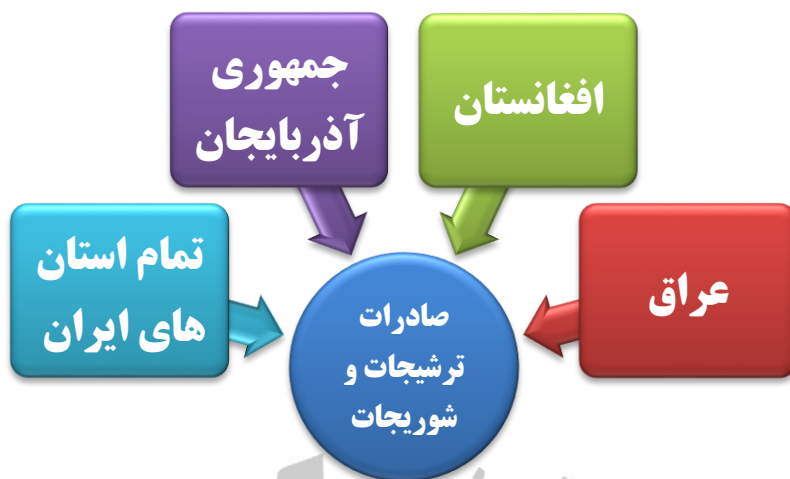 جمهوری
آذربایجان
افغانستان
تمام استان
های ایران
عراق
صادرات
ترشیجات و
شوریجات